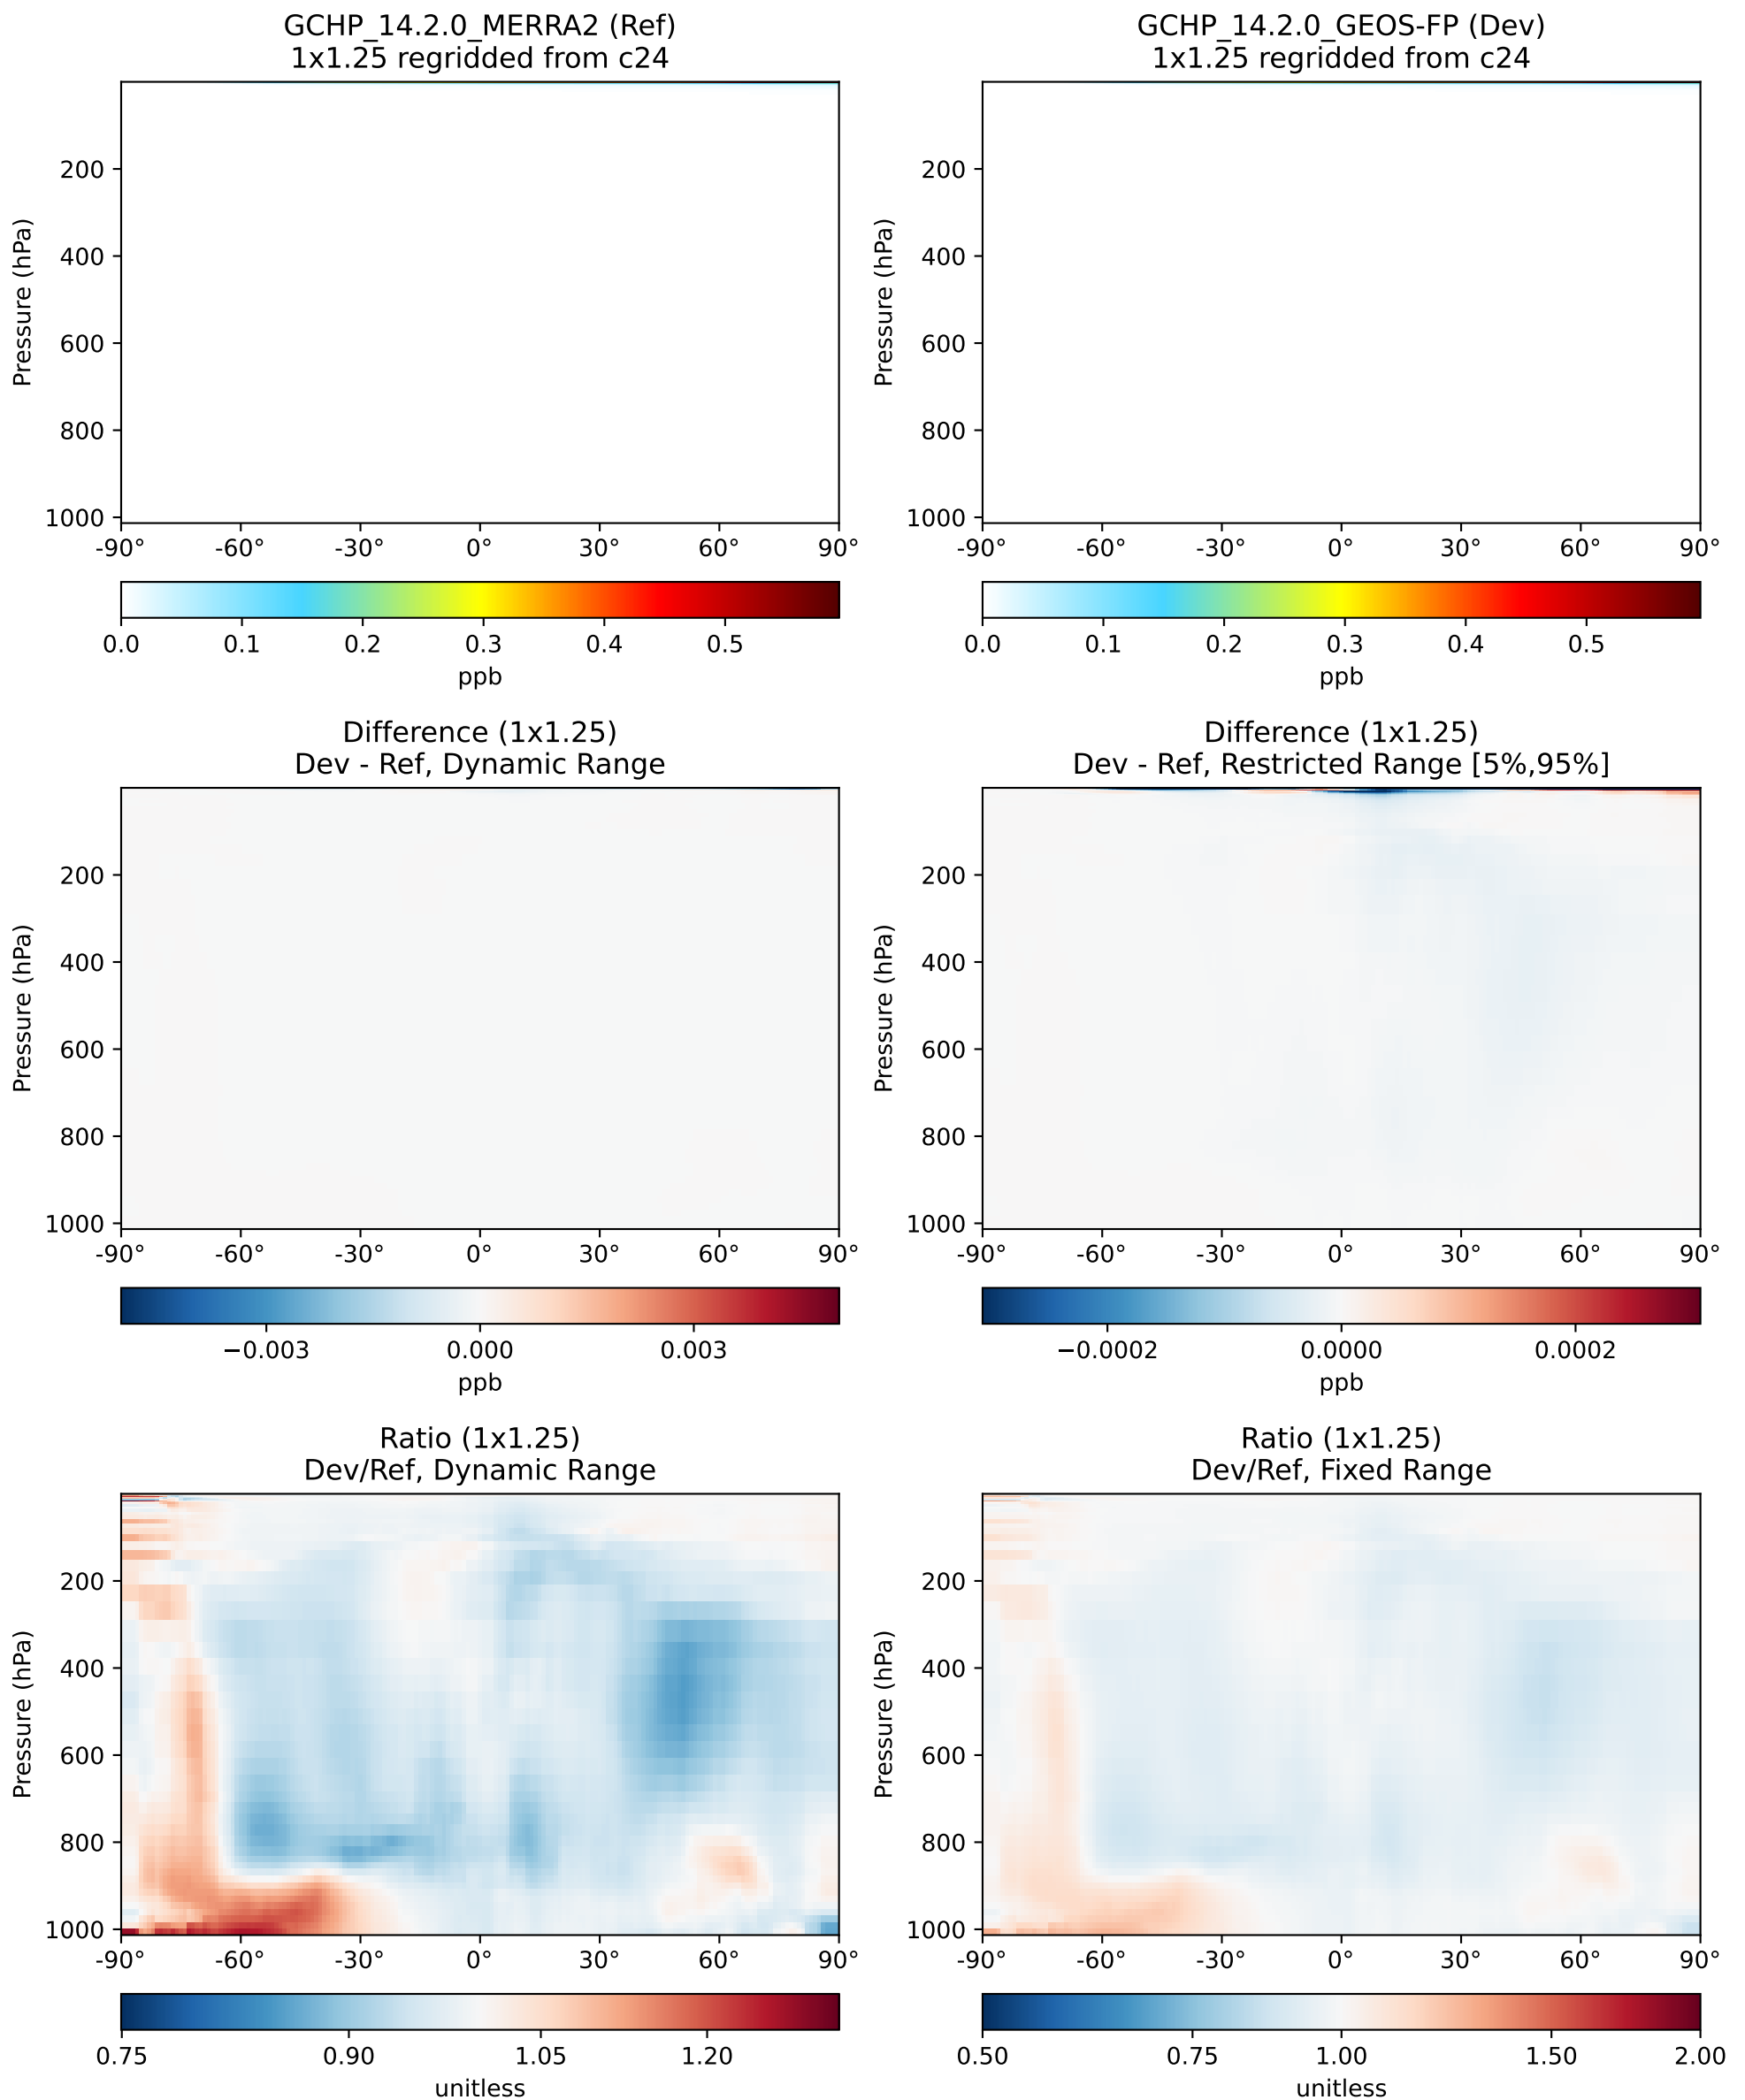 GCHP_14.2.0_MERRA2 (Ref)
1x1.25 regridded from c24
Pressure (hPa)
200
400
600
800
1000
-90° -60° -30° 0° 30° 60° 90°
0.0 0.1 0.2 0.3 0.4 0.5
ppb
GCHP_14.2.0_GEOS-FP (Dev)
1x1.25 regridded from c24
Pressure (hPa)
200
400
600
800
1000
-90° -60° -30° 0° 30° 60° 90°
0.0 0.1 0.2 0.3 0.4 0.5
ppb
Difference (1x1.25)
Dev - Ref, Dynamic Range
Pressure (hPa)
200
400
600
800
1000
-90° -60° -30° 0° 30° 60° 90°
−0.003 0.000 0.003
ppb
Difference (1x1.25)
Dev - Ref, Restricted Range [5%,95%]
Pressure (hPa)
200
400
600
800
1000
-90° -60° -30° 0° 30° 60° 90°
−0.0002 0.0000 0.0002
ppb
Ratio (1x1.25)
Dev/Ref, Dynamic Range
Pressure (hPa)
200
400
600
800
1000
-90° -60° -30° 0° 30° 60° 90°
0.75 0.90 1.05 1.20
unitless
Ratio (1x1.25)
Dev/Ref, Fixed Range
Pressure (hPa)
200
400
600
800
1000
-90° -60° -30° 0° 30° 60° 90°
0.50 0.75 1.00 1.50 2.00
unitless